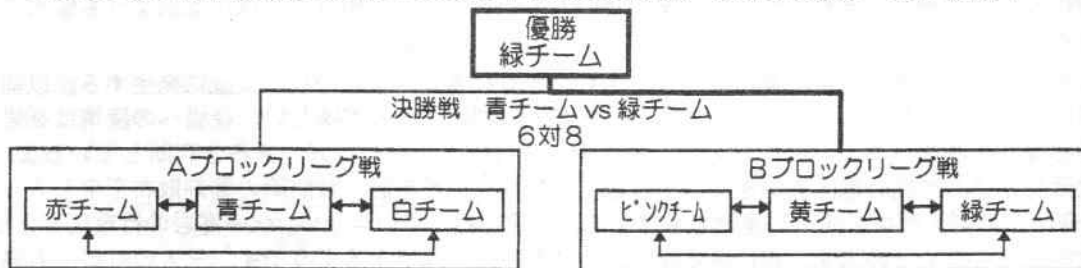 優勝
緑チーム
決勝戦 青チーム vs 緑チーム
6対8
Aブロックリーグ戦
赤チーム
青チーム
白チーム
Bブロックリーグ戦
ピンクチーム
黄チーム
緑チーム